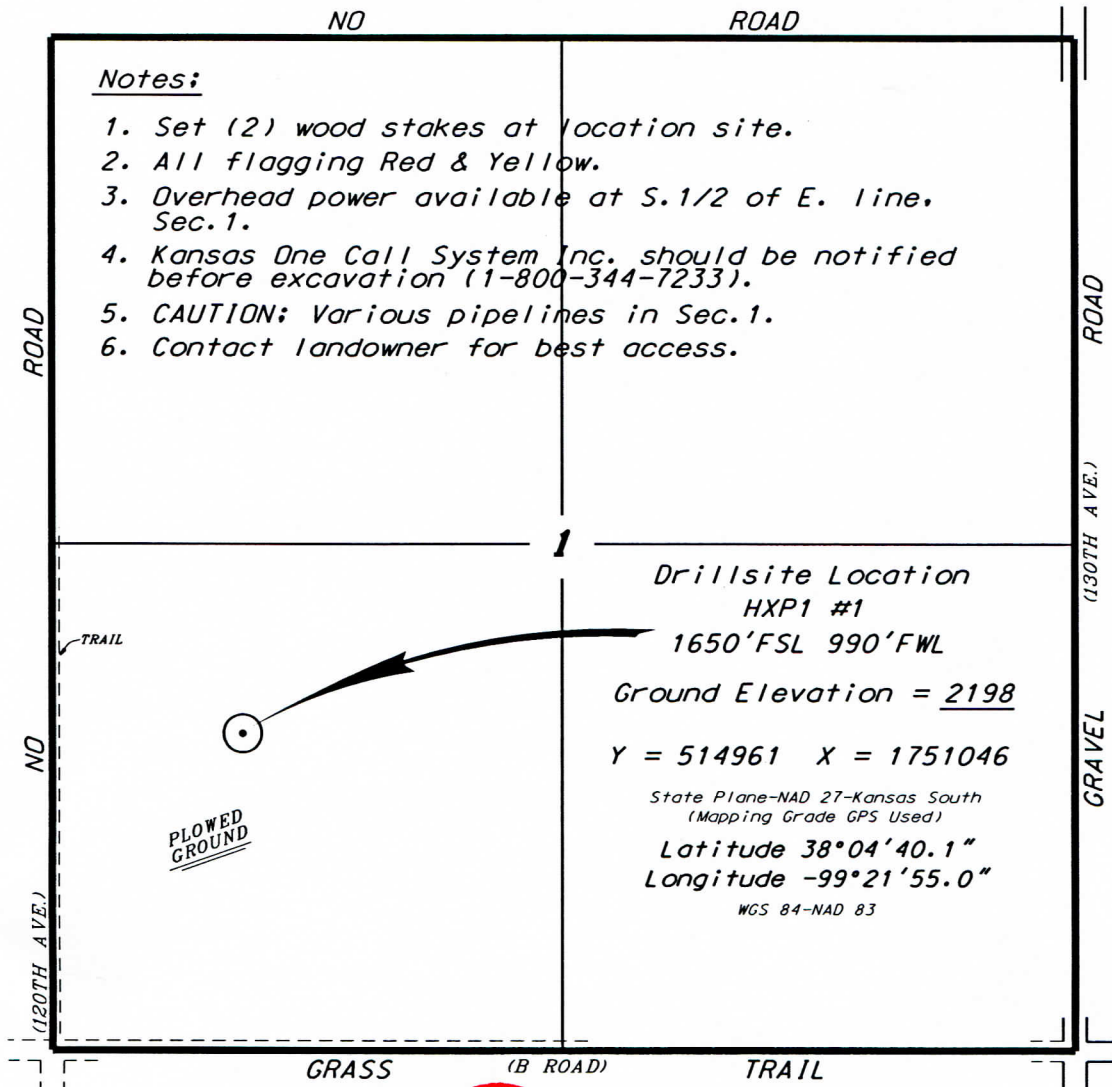 NO ROAD
Notes:
1. Set (2) wood stakes at location site.
2. All flagging Red & Yellow.
3. Overhead power available at S.1/2 of E. line,
Sec.1.
4. Kansas One Call System Inc. should be notified
before excavation (1-800-344-7233).
5. CAUTION: Various pipelines in Sec.1.
6. Contact landowner for best access.
NO ROAD
(120TH AVE.)
GRAVEL ROAD
(130TH AVE.)
1
TRAIL
Drillsite Location
HXP1 #1
1650'FSL 990'FWL
Ground Elevation = 2198
Y = 514961 X = 1751046
State Plane-NAD 27-Kansas South
(Mapping Grade GPS Used)
Latitude 38°04'40.1"
Longitude -99°21'55.0"
WGS 84-NAD 83
PLOWED
GROUND
GRASS (B ROAD) TRAIL